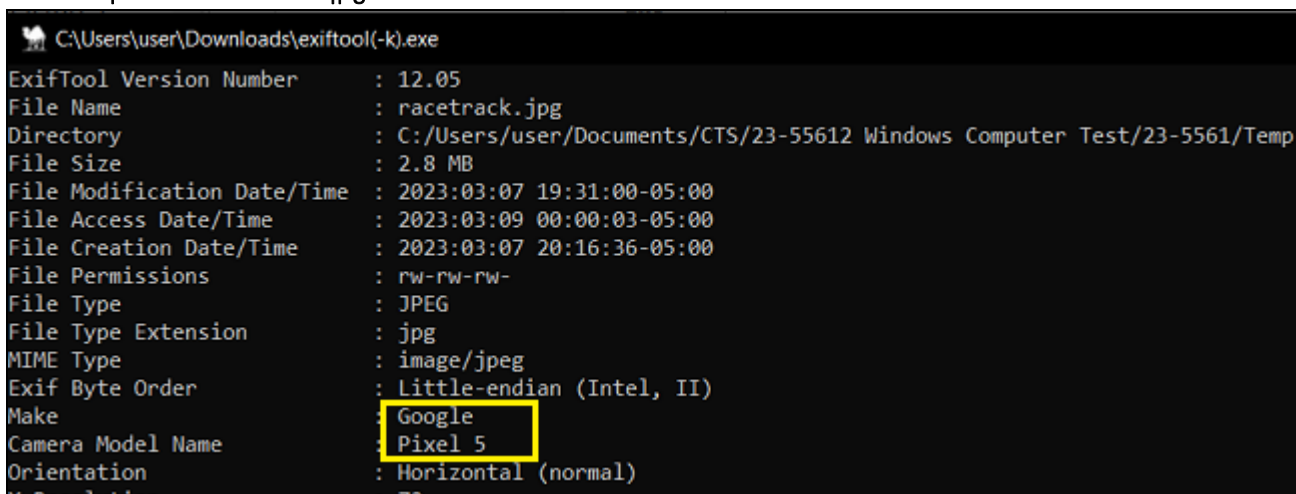 C:\Users\user\Downloads\exiftool(-k).exe
ExifTool Version Number : 12.05
File Name : racetrack.jpg
Directory : C:/Users/user/Documents/CTS/23-55612 Windows Computer Test/23-5561/Temp
File Size : 2.8 MB
File Modification Date/Time : 2023:03:07 19:31:00-05:00
File Access Date/Time : 2023:03:09 00:00:03-05:00
File Creation Date/Time : 2023:03:07 20:16:36-05:00
File Permissions : rw-rw-rw-
File Type : JPEG
File Type Extension : jpg
MIME Type : image/jpeg
Exif Byte Order : Little-endian (Intel, II)
Make : Google
Camera Model Name : Pixel 5
Orientation : Horizontal (normal)